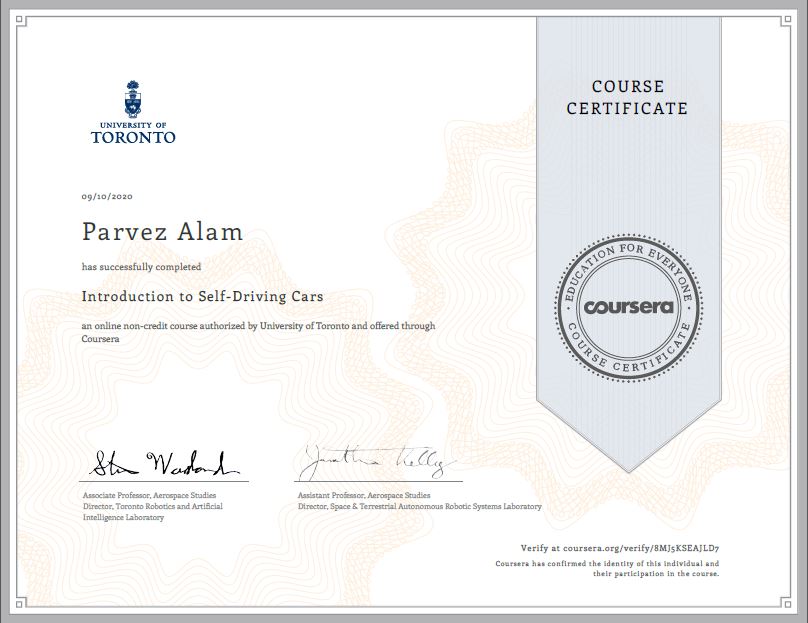 UNIVERSITY OF
TORONTO
COURSE
CERTIFICATE
09/10/2020
Parvez Alam
has successfully completed
Introduction to Self-Driving Cars
an online non-credit course authorized by University of Toronto and offered through
Coursera
EDUCATION FOR EVERYONE
coursera
COURSE CERTIFICATE
Associate Professor, Aerospace Studies
Director, Toronto Robotics and Artificial
Intelligence Laboratory
Assistant Professor, Aerospace Studies
Director, Space & Terrestrial Autonomous Robotic Systems Laboratory
Verify at coursera.org/verify/8MJ5KSEAJLD7
Coursera has confirmed the identity of this individual and
their participation in the course.